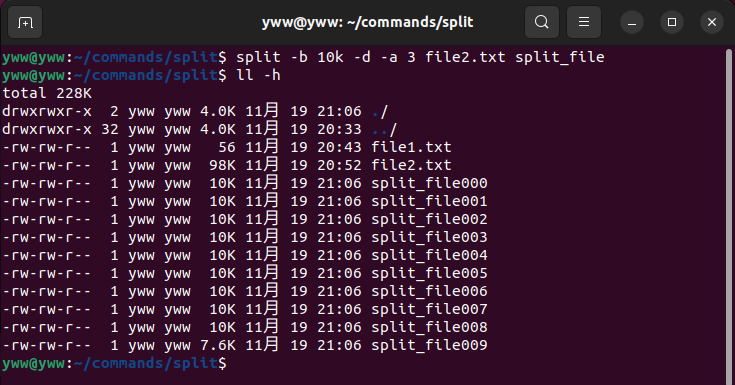 yww@yww: ~/commands/split
yww@yww:~/commands/split$ split -b 10k -d -a 3 file2.txt split_file
yww@yww:~/commands/split$ ll -h
total 228K
drwxrwxr-x  2 yww yww 4.0K 11月 19 21:06 ./
drwxrwxr-x 32 yww yww 4.0K 11月 19 20:33 ../
-rw-rw-r--  1 yww yww   56 11月 19 20:43 file1.txt
-rw-rw-r--  1 yww yww  98K 11月 19 20:52 file2.txt
-rw-rw-r--  1 yww yww  10K 11月 19 21:06 split_file000
-rw-rw-r--  1 yww yww  10K 11月 19 21:06 split_file001
-rw-rw-r--  1 yww yww  10K 11月 19 21:06 split_file002
-rw-rw-r--  1 yww yww  10K 11月 19 21:06 split_file003
-rw-rw-r--  1 yww yww  10K 11月 19 21:06 split_file004
-rw-rw-r--  1 yww yww  10K 11月 19 21:06 split_file005
-rw-rw-r--  1 yww yww  10K 11月 19 21:06 split_file006
-rw-rw-r--  1 yww yww  10K 11月 19 21:06 split_file007
-rw-rw-r--  1 yww yww  10K 11月 19 21:06 split_file008
-rw-rw-r--  1 yww yww 7.6K 11月 19 21:06 split_file009
yww@yww:~/commands/split$